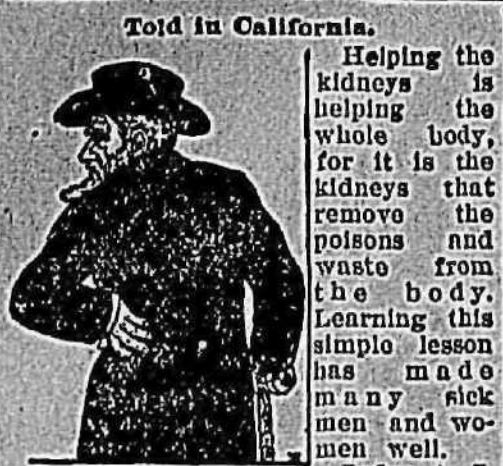 Told in California.
Helping the
kidneys is
helping the
whole body,
for it is the
kidneys that
remove the
poisons and
waste from
the body.
Learning this
simple lesson
has made
many sick
men and wo-
men well.